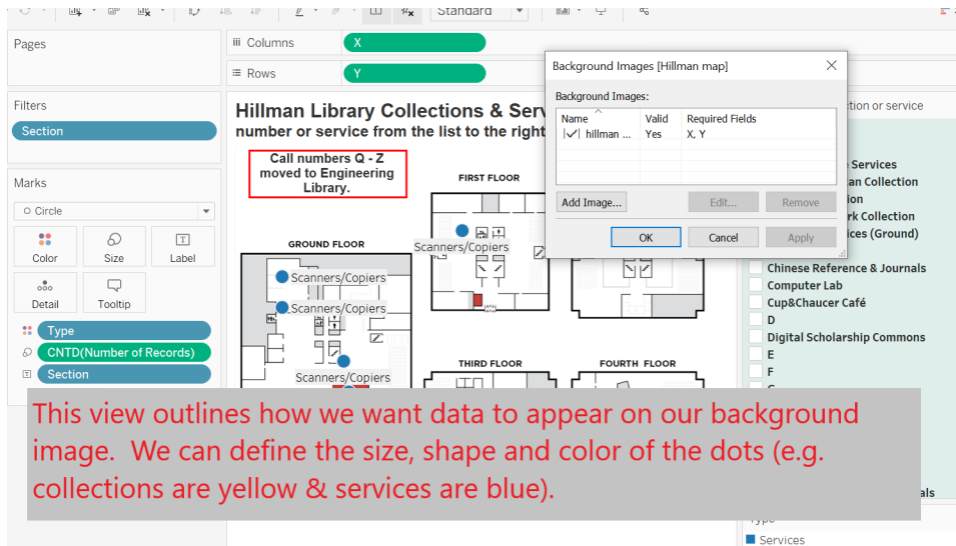 Standard
Pages
iii Columns
X
Rows
Y
Filters
Section
Marks
Circle
Color
Size
Label
Detail
Tooltip
Type
CNTD(Number of Records)
Section
Hillman Library Collections & Serv
number or service from the list to the right
Call numbers Q - Z
moved to Engineering
Library.
FIRST FLOOR
Scanners/Copiers
GROUND FLOOR
Scanners/Copiers
Scanners/Copiers
Scanners/Copiers
THIRD FLOOR
FOURTH FLOOR
Background Images [Hillman map]
Background Images:
Name Valid Required Fields
hillman ... Yes X, Y
Add Image...
Edit...
Remove
OK
Cancel
Apply
tion or service
Services
an Collection
ion
rk Collection
ices (Ground)
Chinese Reference & Journals
Computer Lab
Cup&Chaucer Café
D
Digital Scholarship Commons
E
F
als
Services
This view outlines how we want data to appear on our background
image. We can define the size, shape and color of the dots (e.g.
collections are yellow & services are blue).